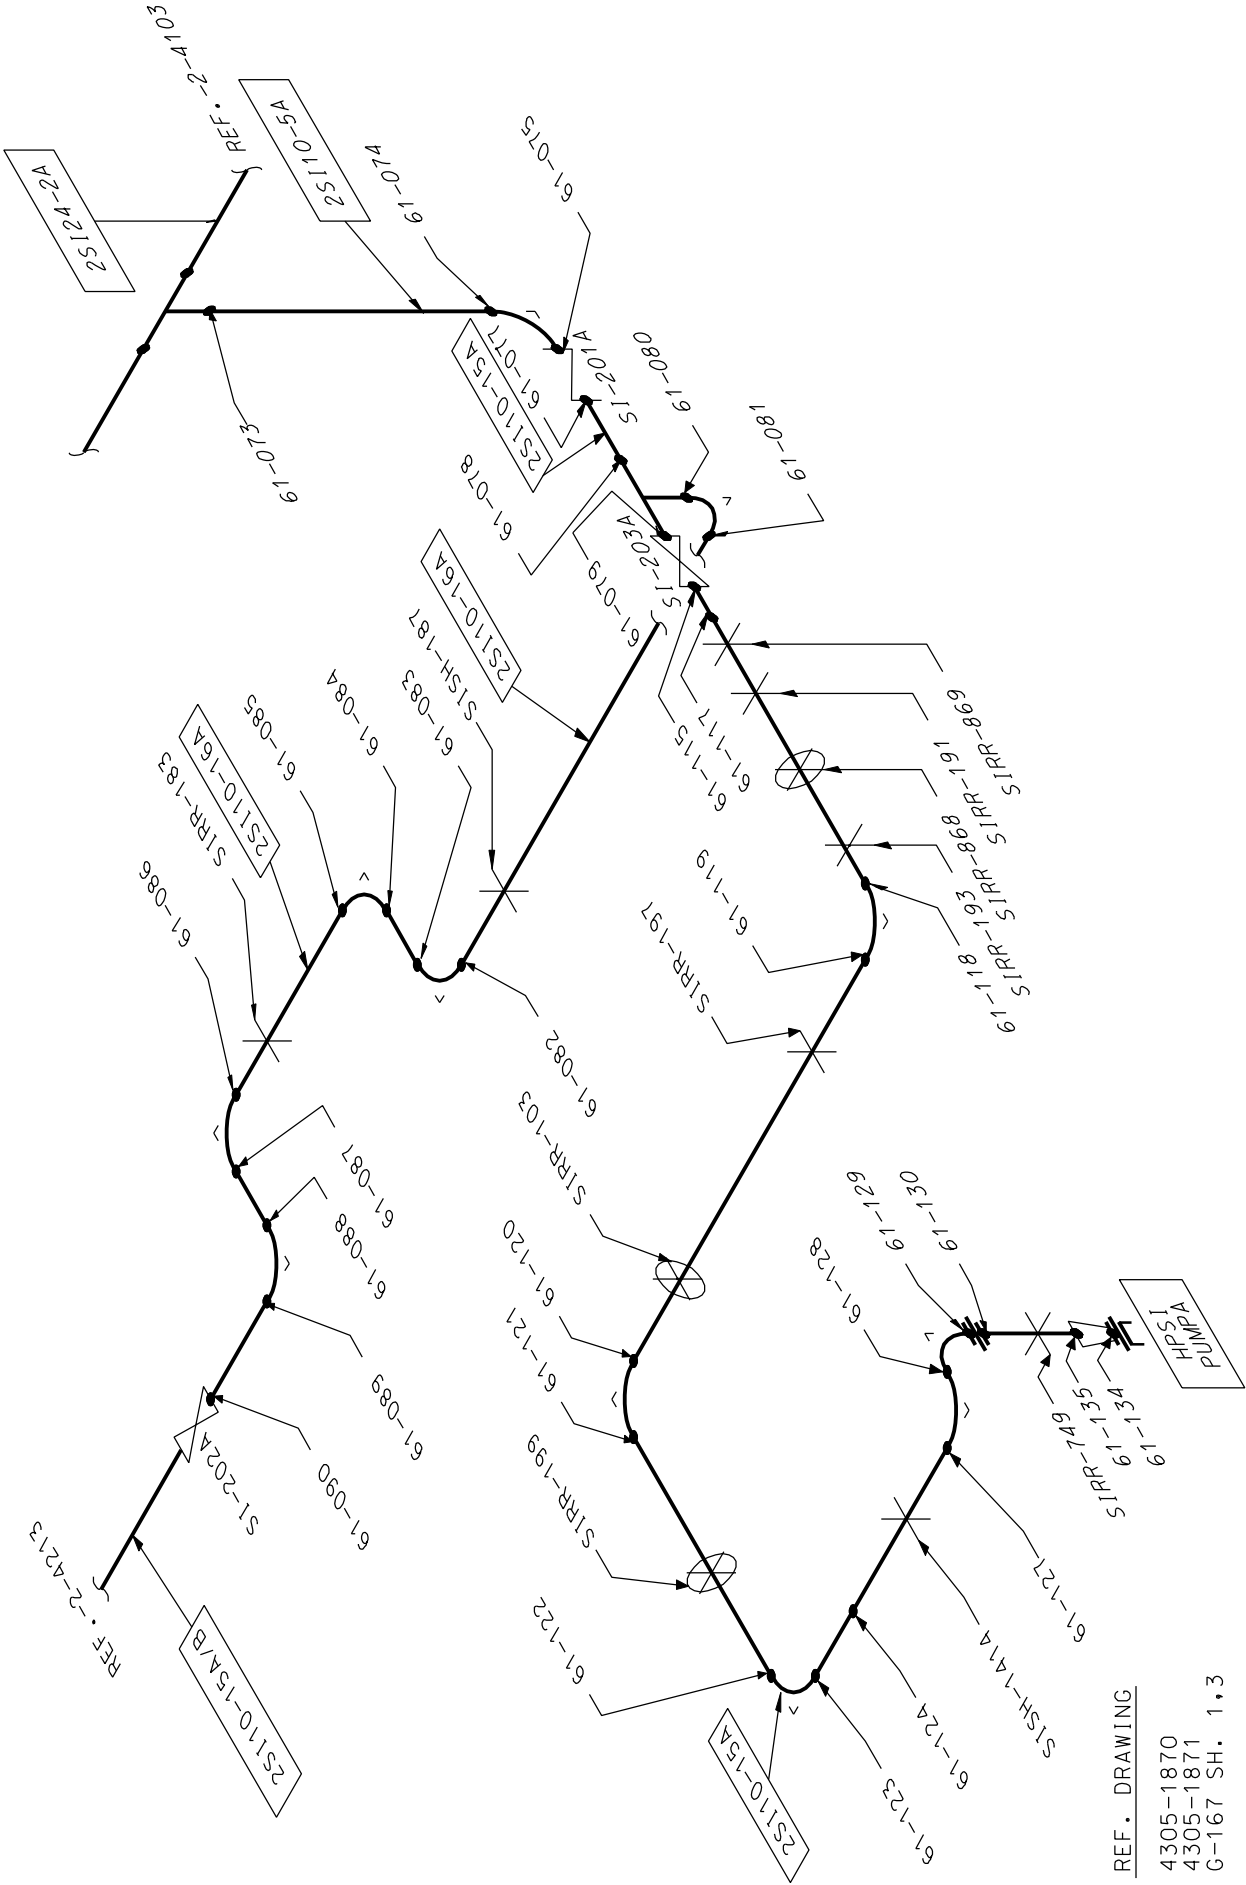 REF.-2-4103
2SI24-2A
2SI10-5A
61-074
61-075
61-073
61-077
2SI10-15A
SI-201A
61-080
61-081
61-078
61-079
SI-203A
2SI10-16A
SISH-187
61-083
61-084
61-085
2SI10-16A
SIRR-183
61-086
61-082
61-087
61-088
61-089
61-090
SI-202A
REF.-2-4213
2SI10-15A/B
61-115
61-117
SIRR-869
SIRR-191
SIRR-868
SIRR-193
61-118
61-119
SIRR-197
SIRR-103
61-120
61-121
SIRR-199
61-122
2SI10-15A
61-123
61-124
SISH-141A
61-127
61-128
61-129
61-130
SIRR-749
61-135
61-134
HPSI
PUMPA
REF. DRAWING
4305-1870
4305-1871
G-167 SH. 1,3